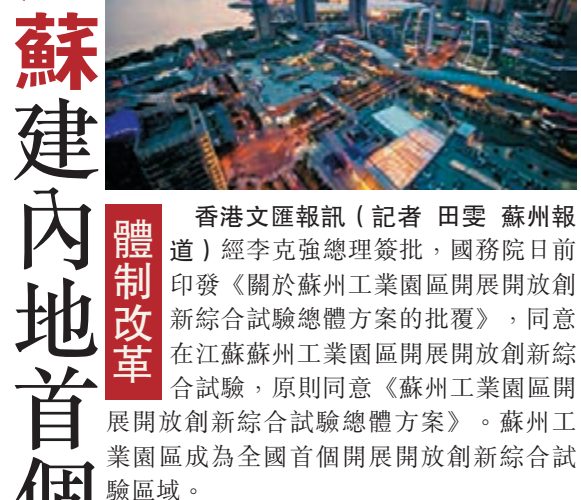 蘇建內地首個
體制改革
香港文匯報訊（記者 田雯 蘇州報
道）經李克強總理簽批，國務院日前
印發《關於蘇州工業園區開展開放創
新綜合試驗總體方案的批覆》，同意
在江蘇蘇州工業園區開展開放創新綜
合試驗，原則同意《蘇州工業園區開
展開放創新綜合試驗總體方案》。蘇州工
業園區成為全國首個開展開放創新綜合試
驗區域。